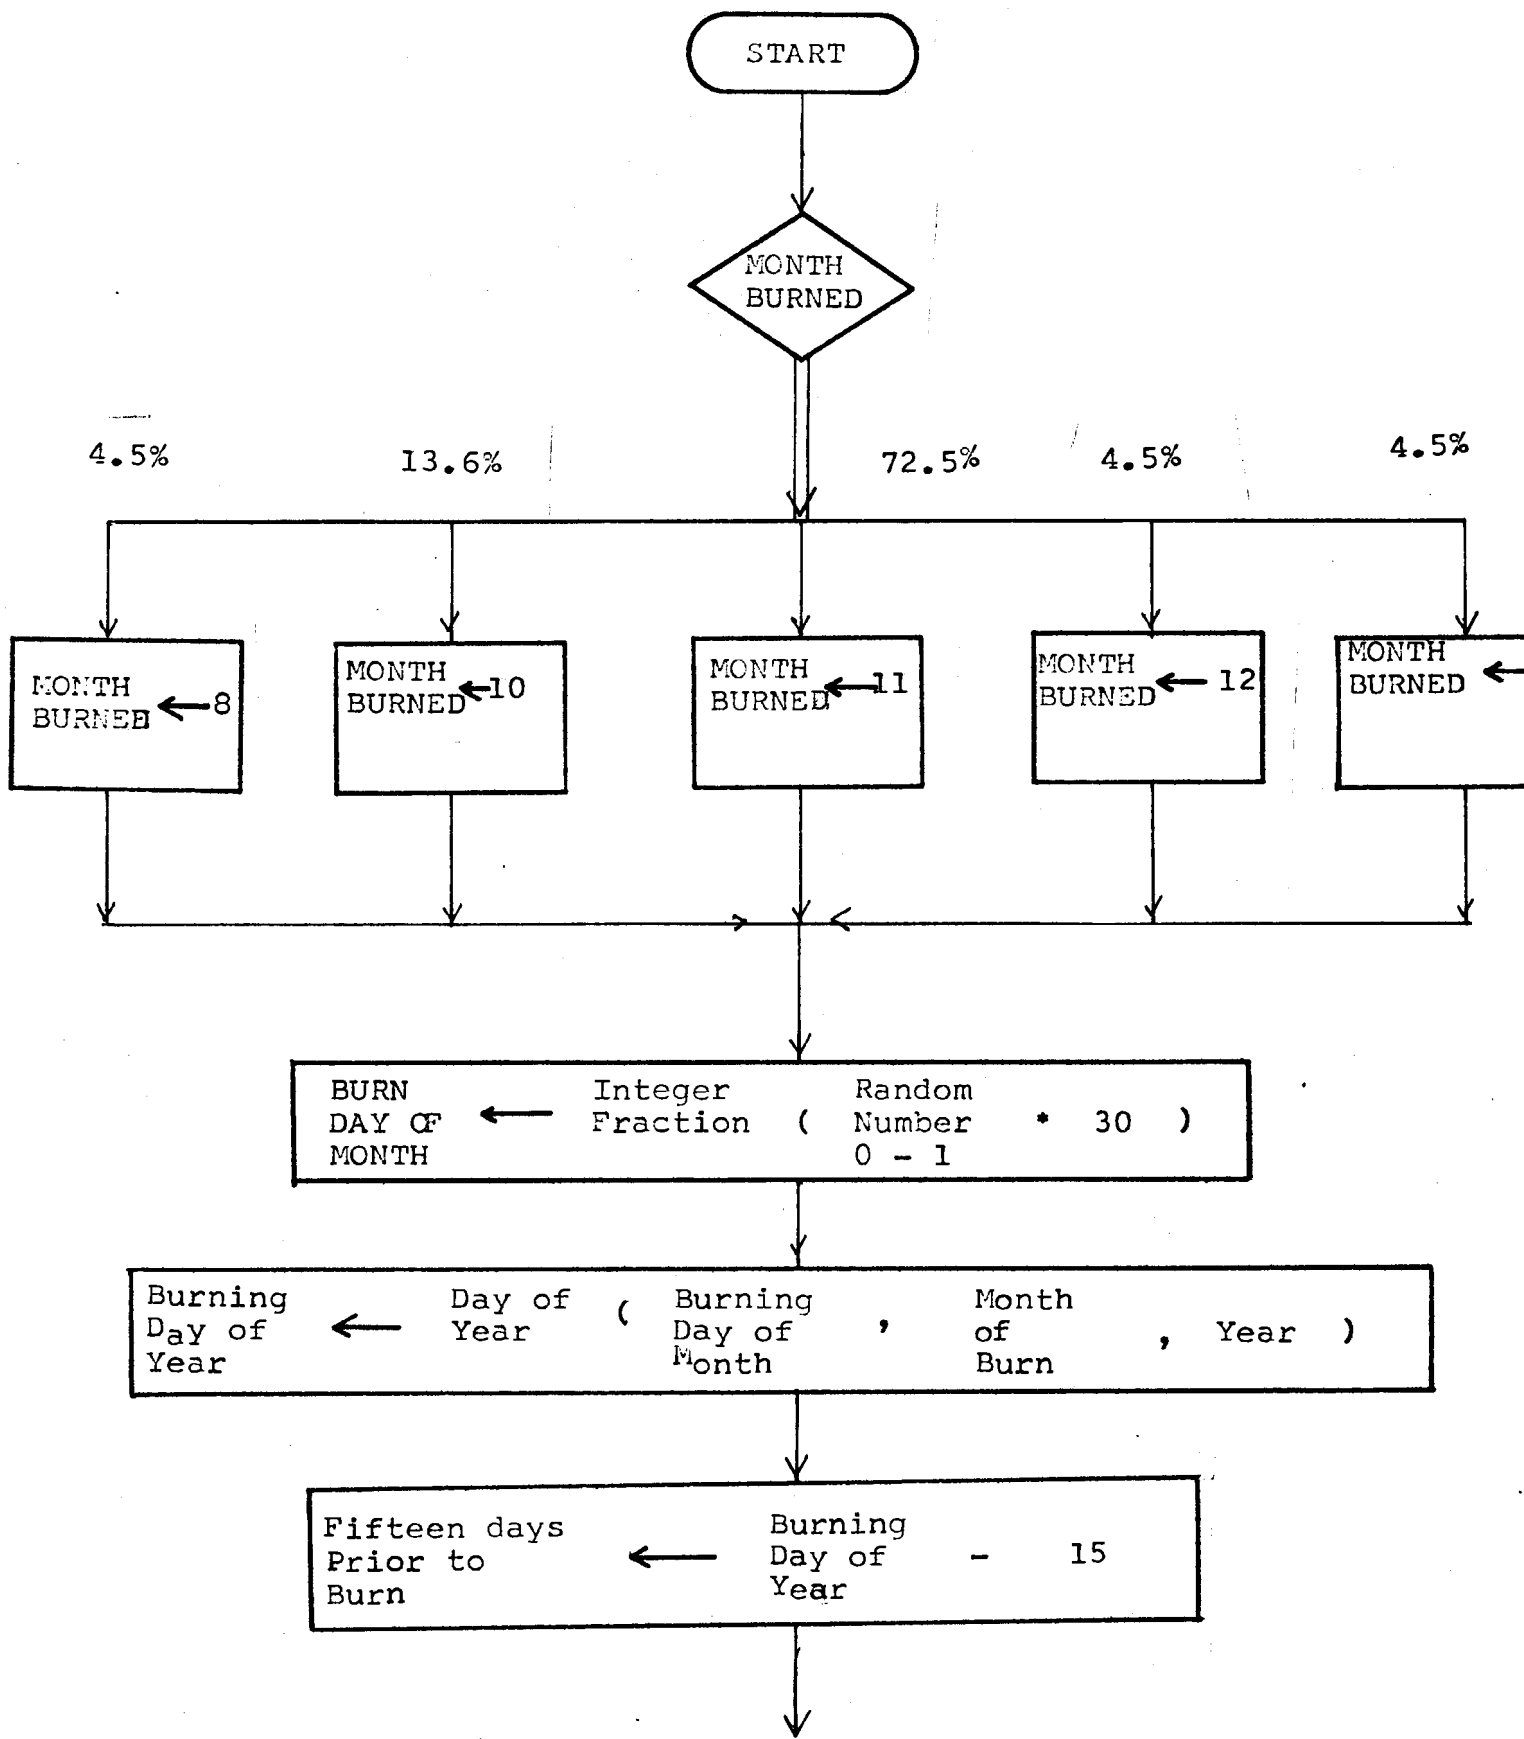 START
MONTH
BURNED
4.5%
13.6%
72.5%
4.5%
4.5%
MONTH
BURNED ← 8
MONTH
BURNED ← 10
MONTH
BURNED ← 11
MONTH
BURNED ← 12
MONTH
BURNED ←
BURN Integer Random
DAY OF ← Fraction ( Number * 30 )
MONTH 0 - 1
Burning Day of ( Burning Month
Day of ← Year Day of , of , Year )
Year Month Burn
Fifteen days Burning
Prior to ← Day of - 15
Burn Year